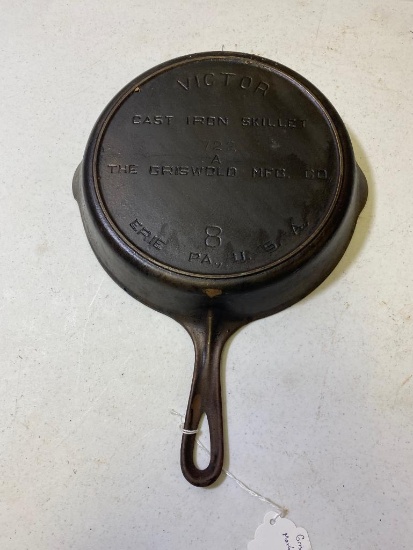 VICTOR
CAST IRON SKILLET
A
THE GRISWOLD MFG. CO
8
ERIE PA., U. S. A.